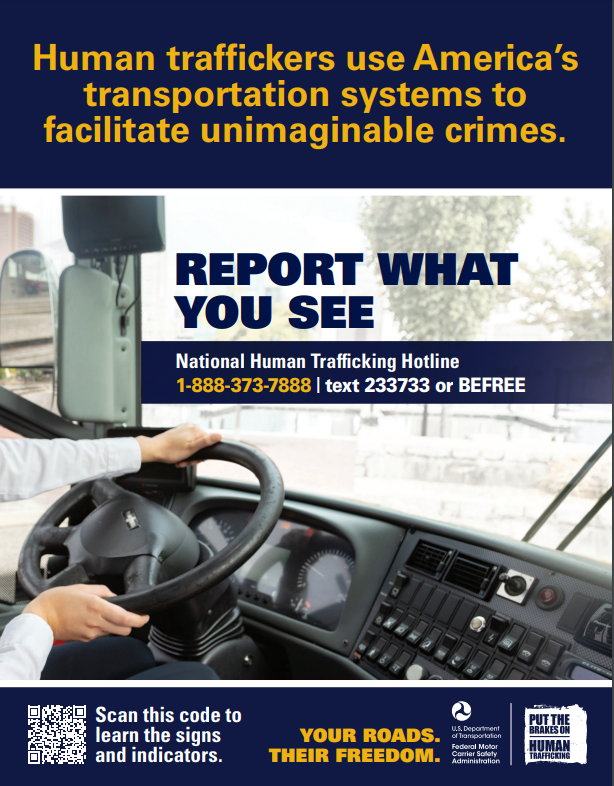 Human traffickers use America's
transportation systems to
facilitate unimaginable crimes.
REPORT WHAT
YOU SEE
National Human Trafficking Hotline
1-888-373-7888 | text 233733 or BEFREE
Scan this code to
learn the signs
and indicators.
YOUR ROADS.
THEIR FREEDOM.
U.S. Department
of Transportation
Federal Motor
Carrier Safety
Administration
PUT THE
BRAKES ON
HUMAN
TRAFFICKING